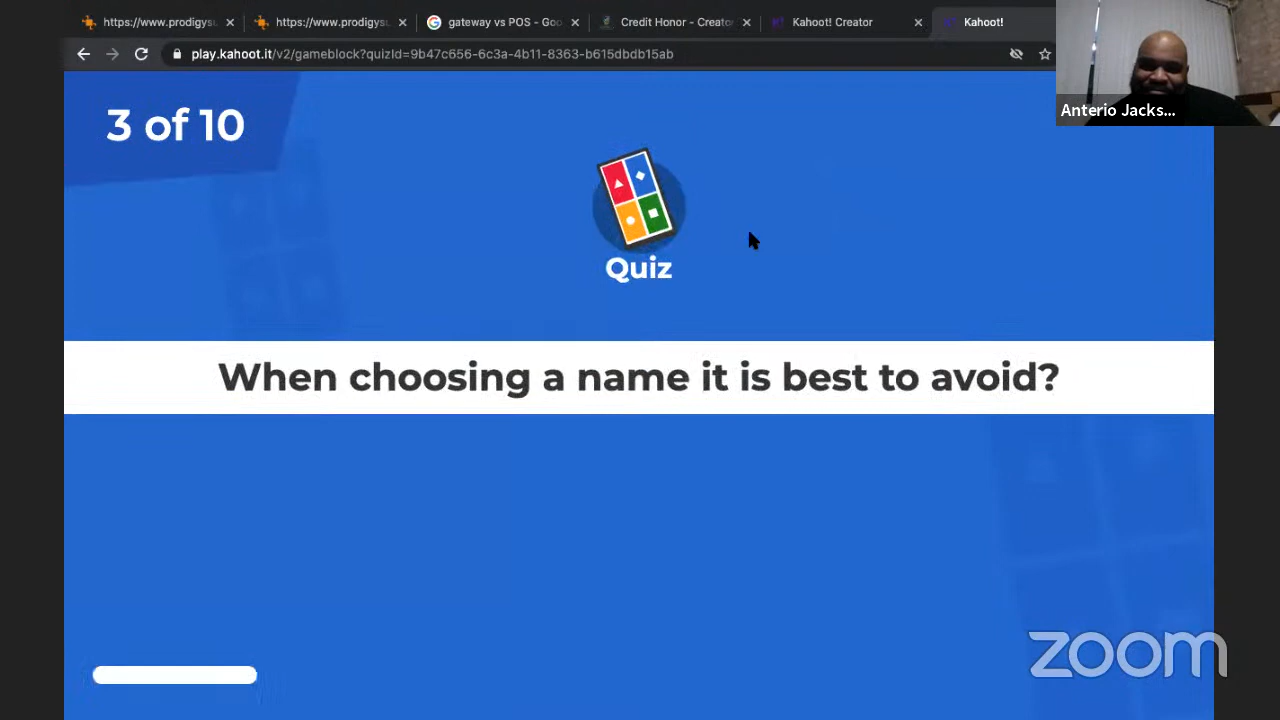 https://www.prodigysu
https://www.prodigysu
gateway vs POS - Goo
Credit Honor - Creator
Kahoot! Creator
Kahoot!
play.kahoot.it/v2/gameblock?quizId=9b47c656-6c3a-4b11-8363-b615dbdb15ab
Anterio Jacks...
3 of 10
Quiz
When choosing a name it is best to avoid?
zoom